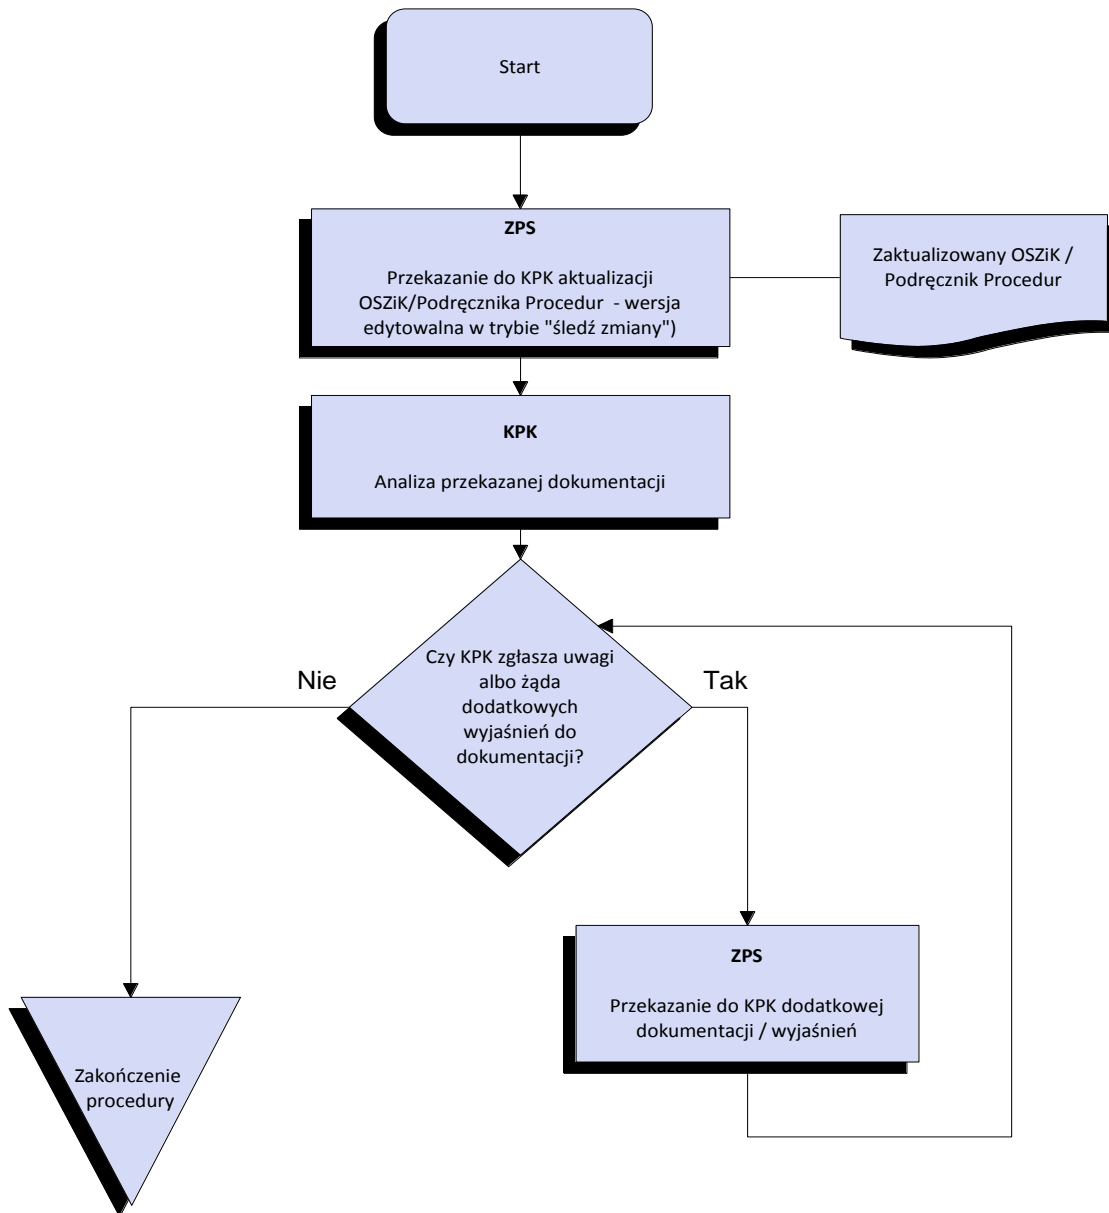 Start
ZPS
Przekazanie do KPK aktualizacji
OSZiK/Podręcznika Procedur - wersja
edytowalna w trybie "śledź zmiany")
Zaktualizowany OSZiK /
Podręcznik Procedur
KPK
Analiza przekazanej dokumentacji
Czy KPK zgłasza uwagi
albo żąda
dodatkowych
wyjaśnień do
dokumentacji?
Nie
Tak
ZPS
Przekazanie do KPK dodatkowej
dokumentacji / wyjaśnień
Zakończenie
procedury